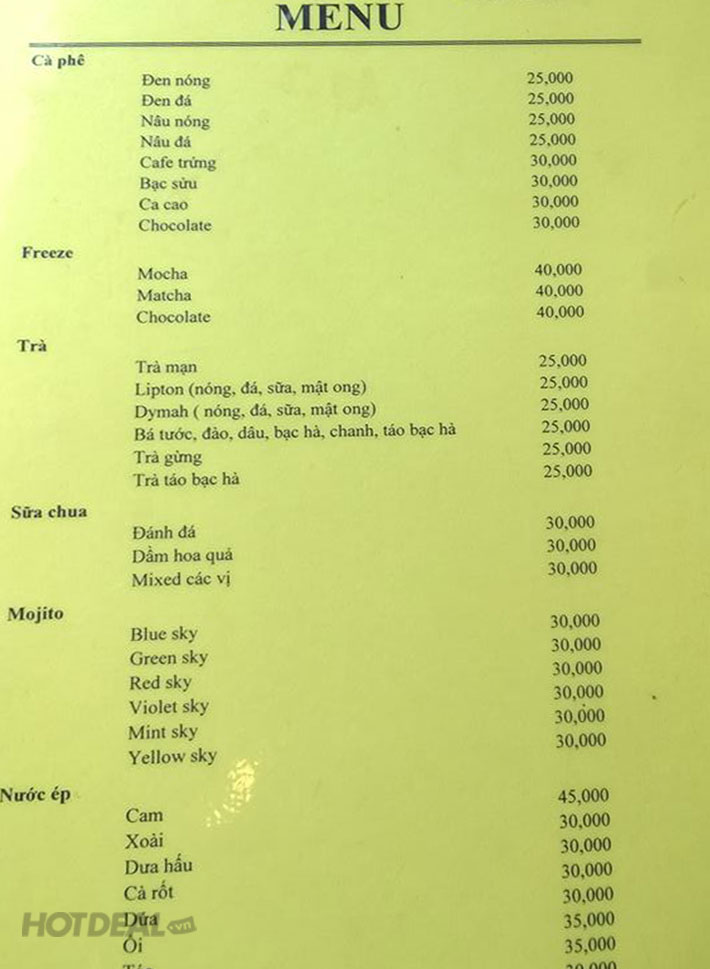 MENU
Cà phê
Đen nóng 25,000
Đen đá 25,000
Nâu nóng 25,000
Nâu đá 25,000
Cafe trứng 30,000
Bạc sửu 30,000
Ca cao 30,000
Chocolate 30,000
Freeze
Mocha 40,000
Matcha 40,000
Chocolate 40,000
Trà
Trà mạn 25,000
Lipton (nóng, đá, sữa, mật ong) 25,000
Dymah ( nóng, đá, sữa, mật ong) 25,000
Bá tước, đào, dâu, bạc hà, chanh, táo bạc hà 25,000
Trà gừng 25,000
Trà táo bạc hà 25,000
Sữa chua
Đánh đá 30,000
Dầm hoa quả 30,000
Mixed các vị 30,000
Mojito
Blue sky 30,000
Green sky 30,000
Red sky 30,000
Violet sky 30,000
Mint sky 30,000
Yellow sky 30,000
Nước ép
Cam 45,000
Xoài 30,000
Dưa hấu 30,000
Cà rốt 30,000
Dứa 30,000
Ổi 35,000
Táo 35,000
HOTDEAL.vn